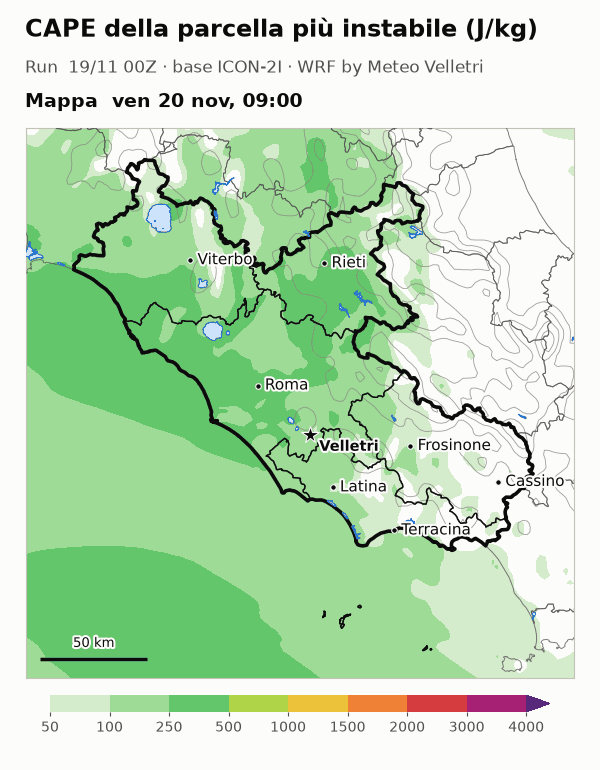 CAPE della parcella più instabile (J/kg)
Run  19/11 00Z · base ICON-2I · WRF by Meteo Velletri
Mappa  ven 20 nov, 09:00
Viterbo
Rieti
Roma
Velletri
Frosinone
Cassino
Latina
Terracina
50 km
50 100 250 500 1000 1500 2000 3000 4000